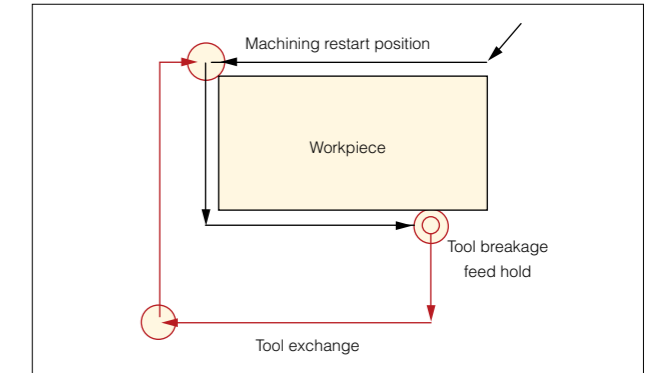 Machining restart position
Workpiece
Tool breakage
feed hold
Tool exchange